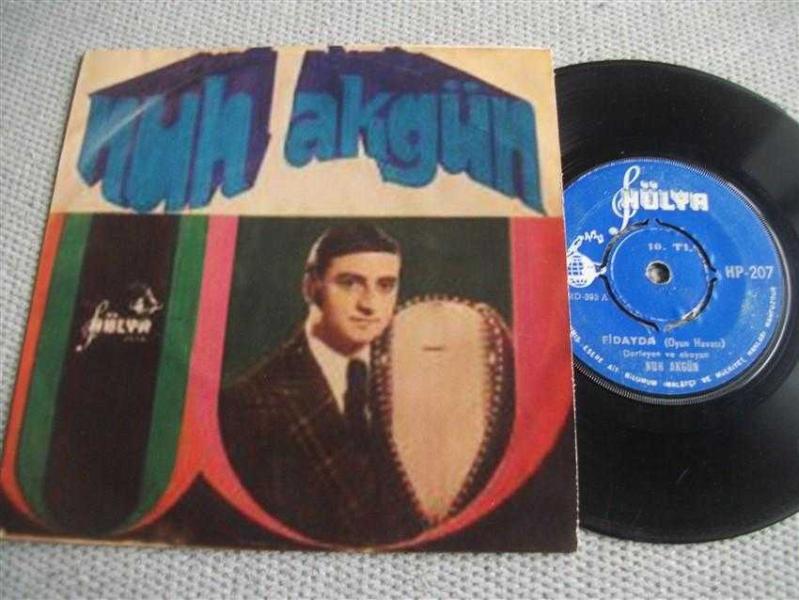 nuh akgün
HÜLYA
HÜLYA
10. TL.
HP-207
FİDAYDA (Oyun Havası)
Derleyen ve okuyan
NUH AKGÜN